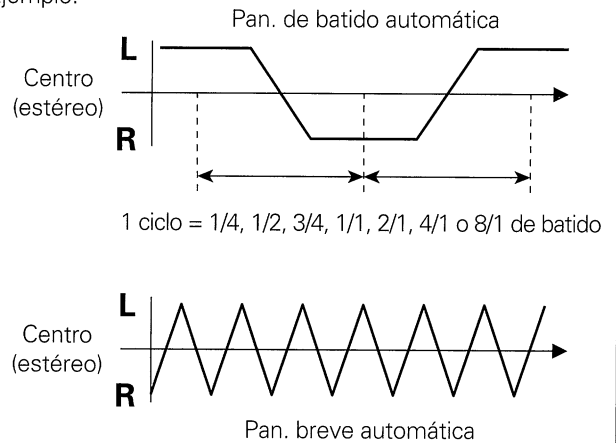 ejemplo:
Pan. de batido automática
L
Centro
(estéreo)
R
1 ciclo = 1/4, 1/2, 3/4, 1/1, 2/1, 4/1 o 8/1 de batido
L
Centro
(estéreo)
R
Pan. breve automática